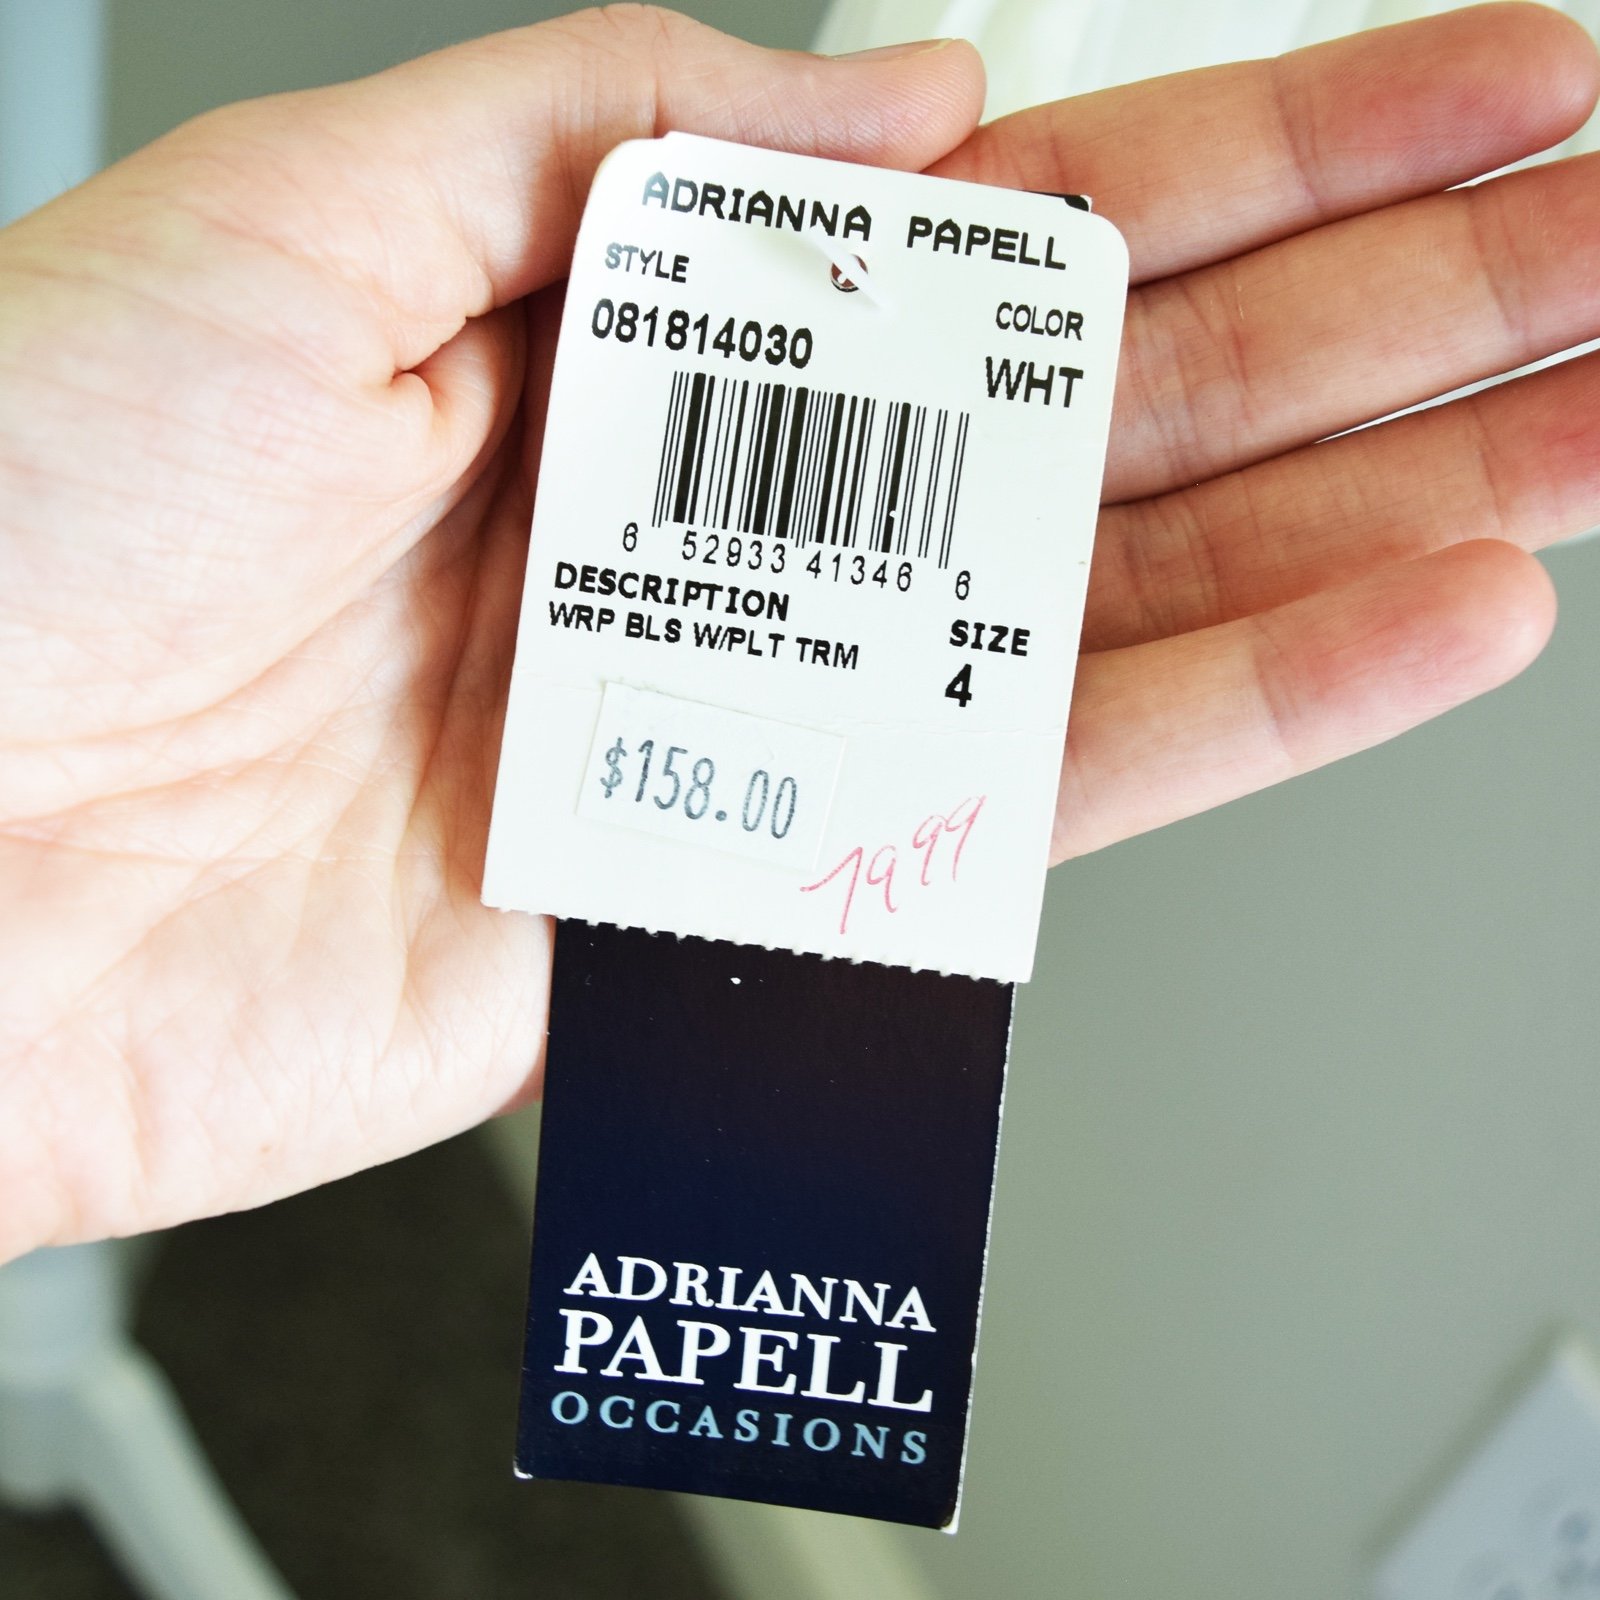 ADRIANNA PAPELL
STYLE
COLOR
081814030
WHT
6 52933 41346 6
DESCRIPTION
SIZE
WRP BLS W/PLT TRM
4
$158.00
79 99
ADRIANNA
PAPELL
OCCASIONS